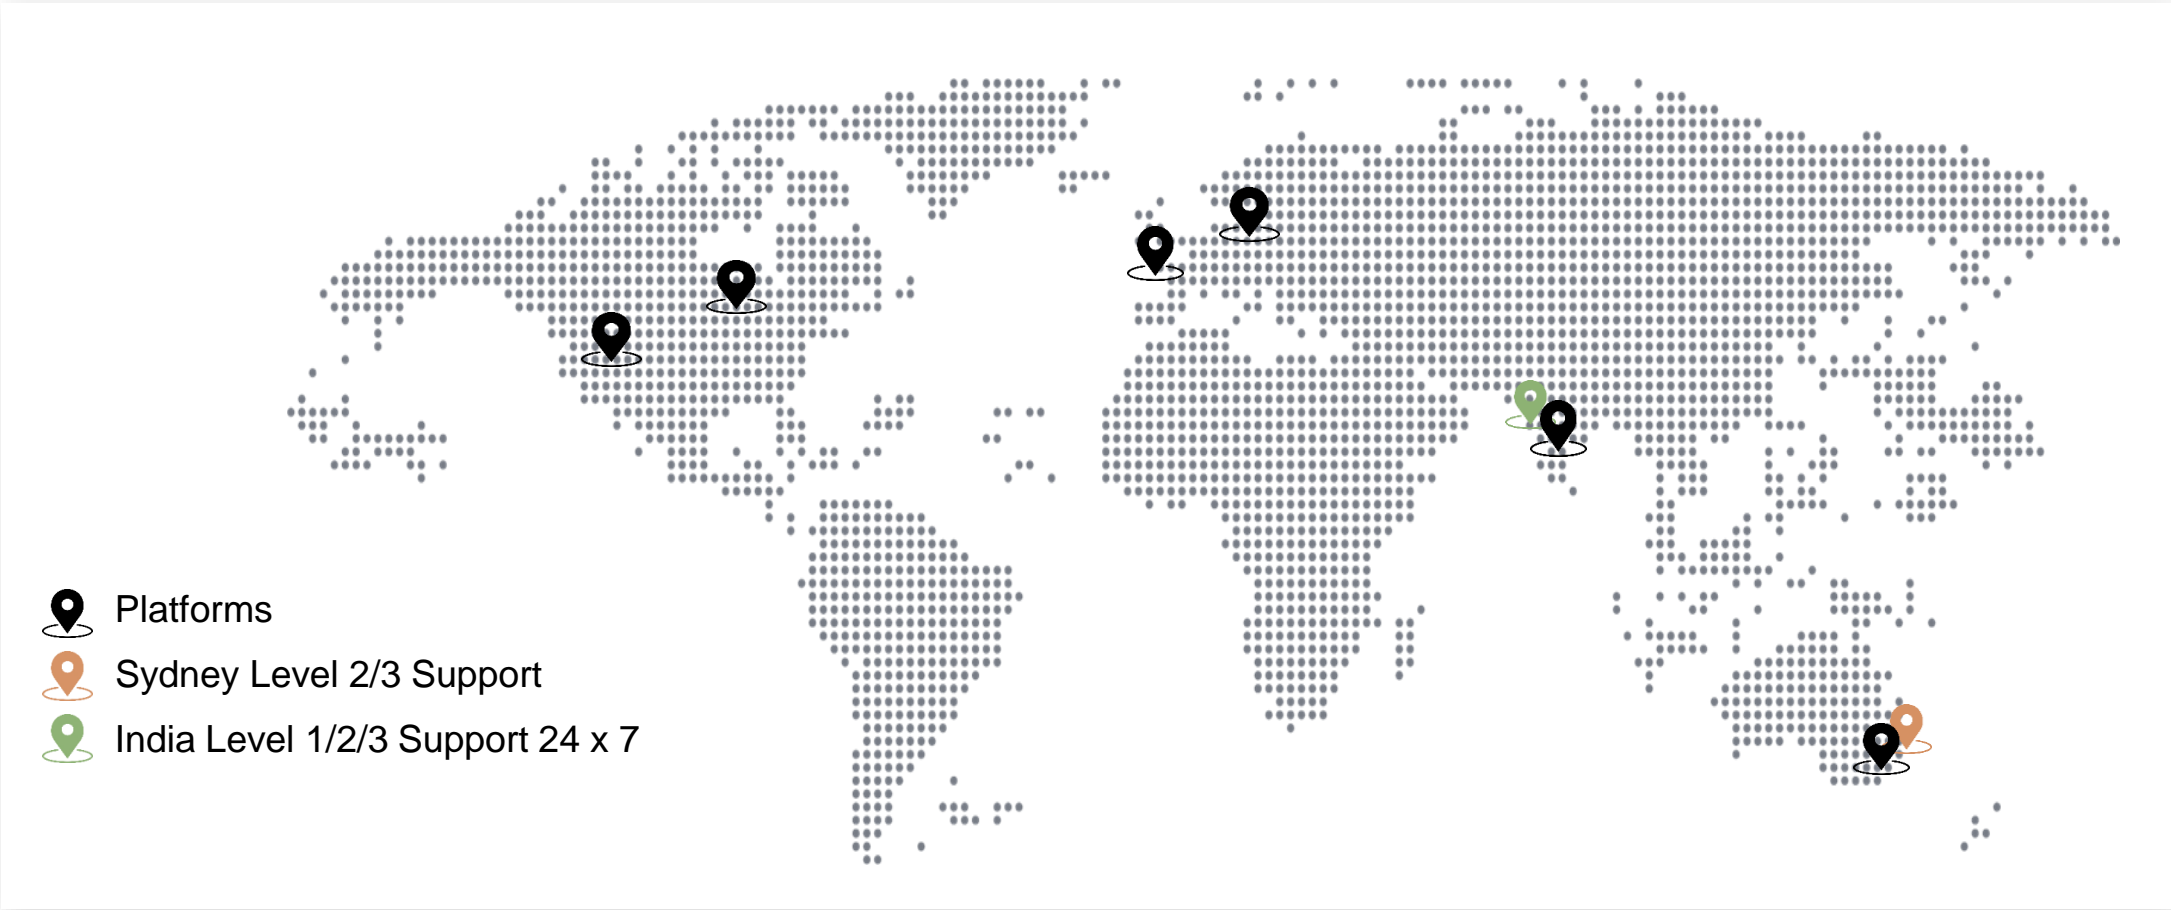 Platforms
Sydney Level 2/3 Support
India Level 1/2/3 Support 24 x 7